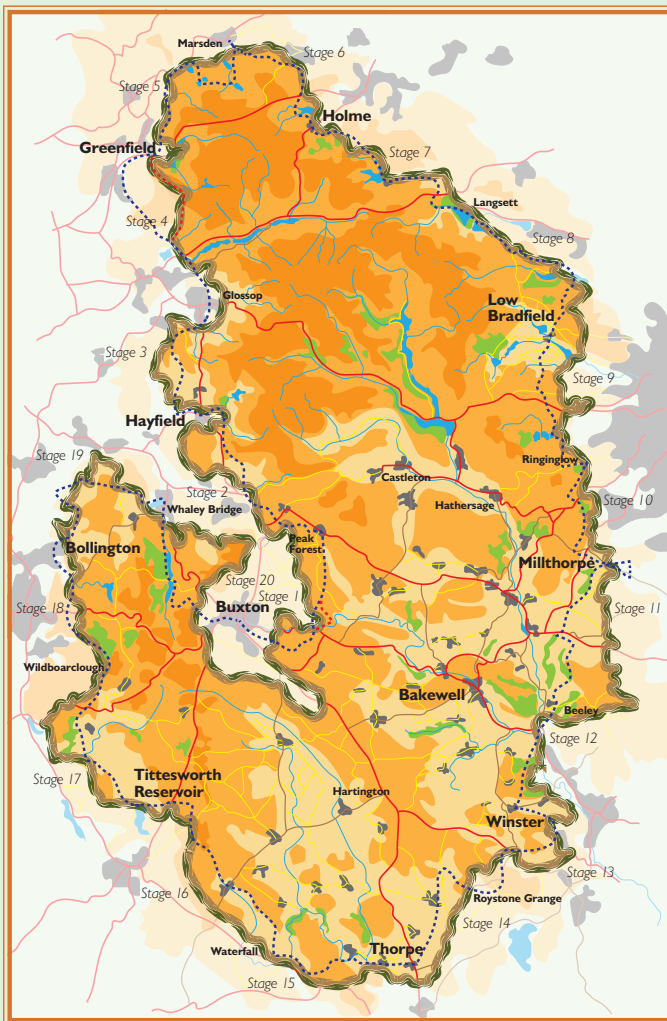 Marsden
Stage 6
Stage 5
Holme
Greenfield
Stage 7
Langsett
Stage 4
Stage 8
Glossop
Low
Bradfield
Stage 3
Stage 9
Hayfield
Ringinglow
Stage 19
Castleton
Stage 2
Hathersage
Stage 10
Whaley Bridge
Peak
Forest
Bollington
Millthorpe
Stage 20
Stage 1
Buxton
Stage 18
Stage 11
Wildboarclough
Bakewell
Beeley
Stage 12
Stage 17
Tittesworth
Reservoir
Hartington
Winster
Stage 13
Stage 16
Roystone Grange
Stage 14
Waterfall
Thorpe
Stage 15